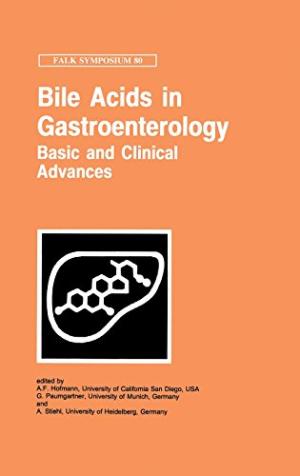 FALK SYMPOSIUM 80
Bile Acids in
Gastroenterology
Basic and Clinical
Advances
edited by
A.F. Hofmann, University of California San Diego, USA
G. Paumgartner, University of Munich, Germany
and
A. Stiehl, University of Heidelberg, Germany